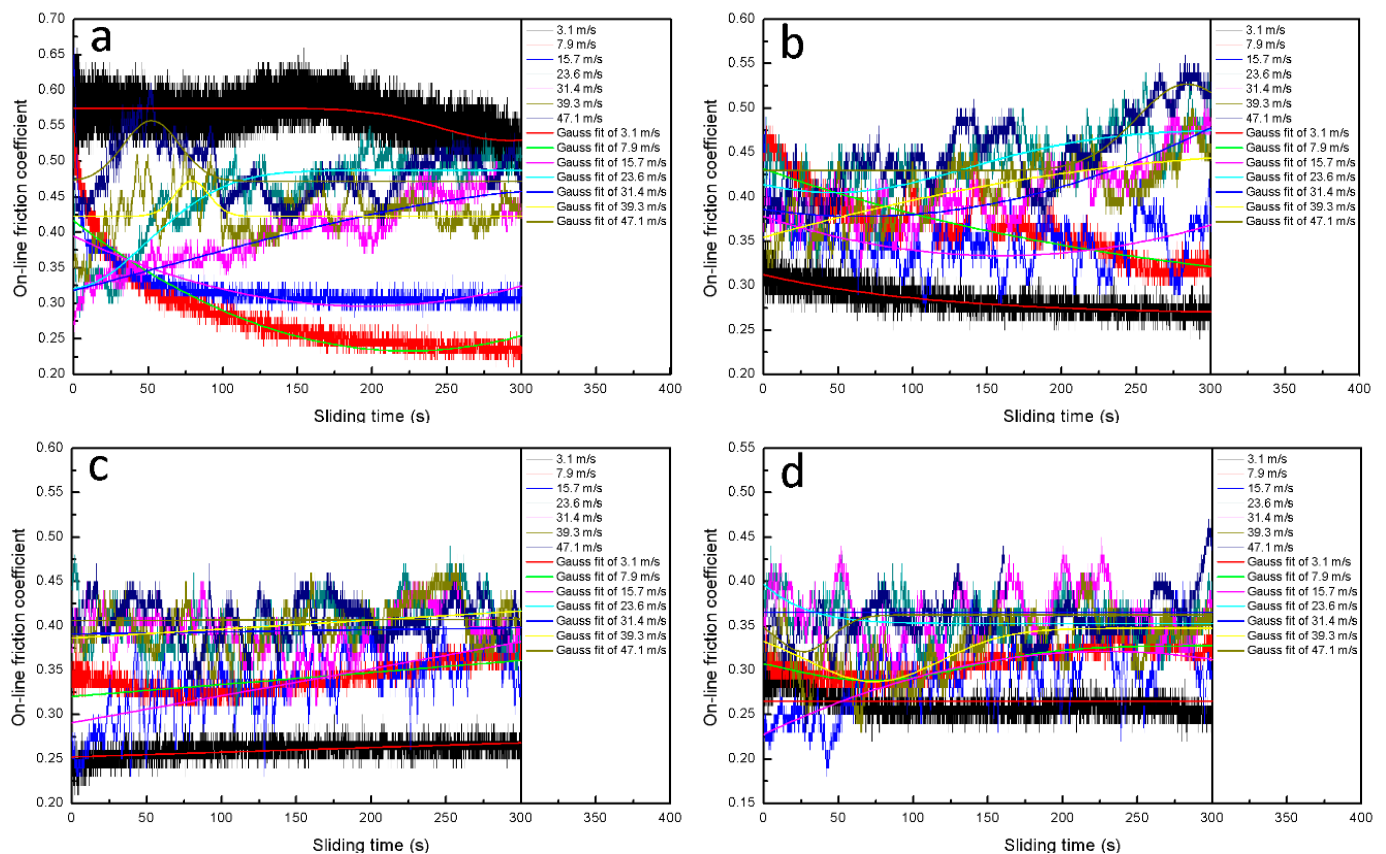 a
On-line friction coefficient
0.70
0.65
0.60
0.55
0.50
0.45
0.40
0.35
0.30
0.25
0.20
0 50 100 150 200 250 300 350 400
Sliding time (s)
3.1 m/s
7.9 m/s
15.7 m/s
23.6 m/s
31.4 m/s
39.3 m/s
47.1 m/s
Gauss fit of 3.1 m/s
Gauss fit of 7.9 m/s
Gauss fit of 15.7 m/s
Gauss fit of 23.6 m/s
Gauss fit of 31.4 m/s
Gauss fit of 39.3 m/s
Gauss fit of 47.1 m/s
b
On-line friction coefficient
0.60
0.55
0.50
0.45
0.40
0.35
0.30
0.25
0.20
0 50 100 150 200 250 300 350 400
Sliding time (s)
3.1 m/s
7.9 m/s
15.7 m/s
23.6 m/s
31.4 m/s
39.3 m/s
47.1 m/s
Gauss fit of 3.1 m/s
Gauss fit of 7.9 m/s
Gauss fit of 15.7 m/s
Gauss fit of 23.6 m/s
Gauss fit of 31.4 m/s
Gauss fit of 39.3 m/s
Gauss fit of 47.1 m/s
c
On-line friction coefficient
0.60
0.55
0.50
0.45
0.40
0.35
0.30
0.25
0.20
0 50 100 150 200 250 300 350 400
Sliding time (s)
3.1 m/s
7.9 m/s
15.7 m/s
23.6 m/s
31.4 m/s
39.3 m/s
47.1 m/s
Gauss fit of 3.1 m/s
Gauss fit of 7.9 m/s
Gauss fit of 15.7 m/s
Gauss fit of 23.6 m/s
Gauss fit of 31.4 m/s
Gauss fit of 39.3 m/s
Gauss fit of 47.1 m/s
d
On-line friction coefficient
0.55
0.50
0.45
0.40
0.35
0.30
0.25
0.20
0.15
0 50 100 150 200 250 300 350 400
Sliding time (s)
3.1 m/s
7.9 m/s
15.7 m/s
23.6 m/s
31.4 m/s
39.3 m/s
47.1 m/s
Gauss fit of 3.1 m/s
Gauss fit of 7.9 m/s
Gauss fit of 15.7 m/s
Gauss fit of 23.6 m/s
Gauss fit of 31.4 m/s
Gauss fit of 39.3 m/s
Gauss fit of 47.1 m/s